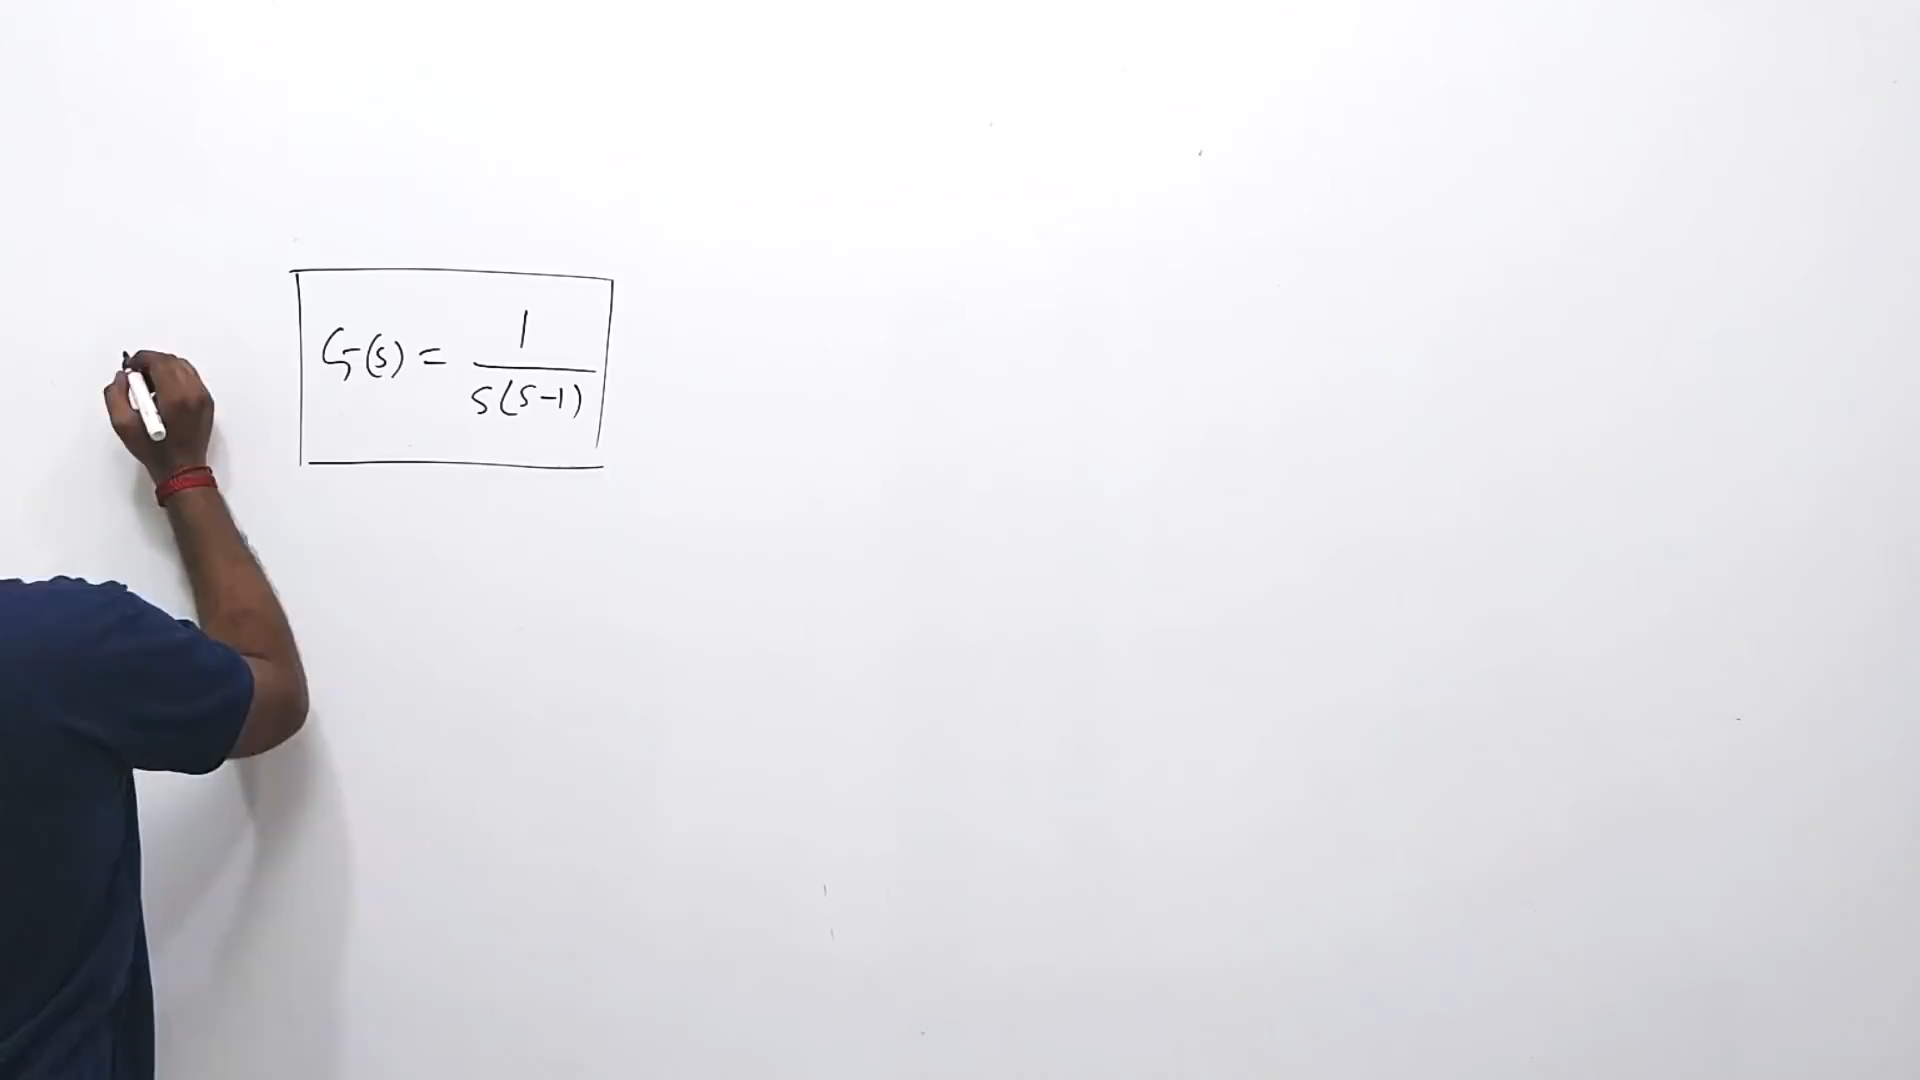 G(s) = 1 / s(s-1)